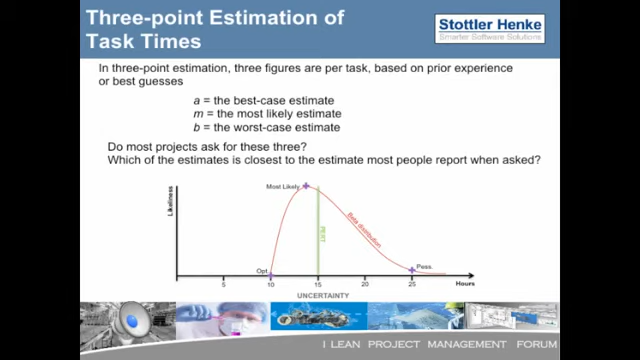 Three-point Estimation of
Task Times
Stottler Henke
Smarter Software Solutions
In three-point estimation, three figures are per task, based on prior experience
or best guesses
a = the best-case estimate
m = the most likely estimate
b = the worst-case estimate
Do most projects ask for these three?
Which of the estimates is closest to the estimate most people report when asked?
Most Likely
Likeliness
PERT
Beta distribution
Opt.
Pess.
5 10 15 20 25 Hours
UNCERTAINTY
I LEAN PROJECT MANAGEMENT FORUM